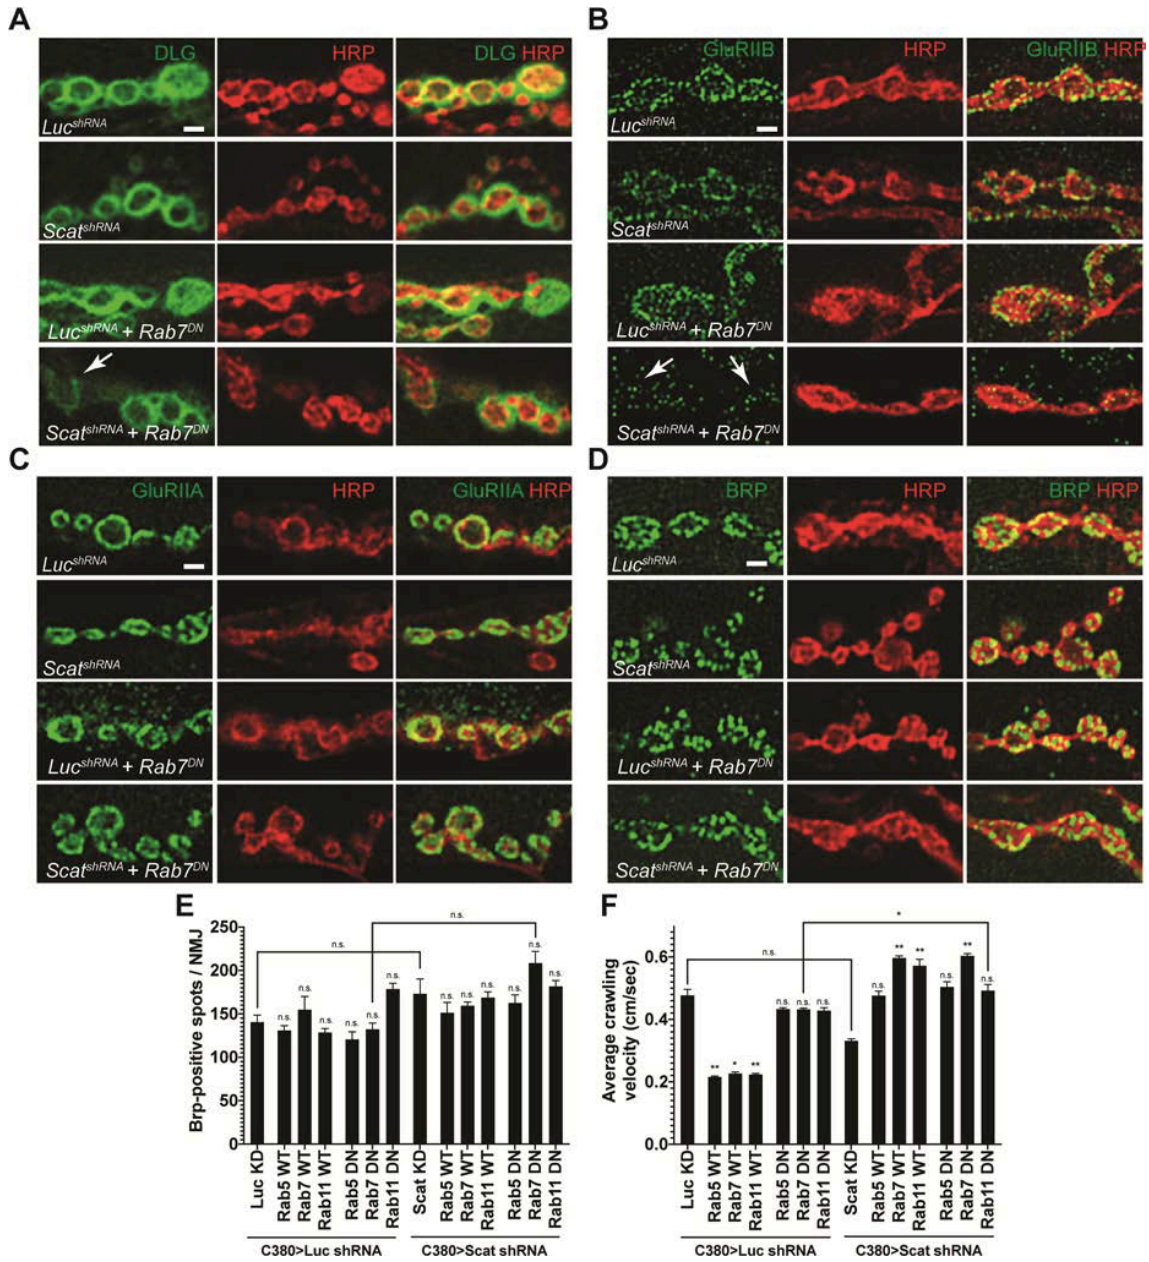 A
DLG
HRP
DLG HRP
Luc^shRNA
Scat^shRNA
Luc^shRNA + Rab7^DN
Scat^shRNA + Rab7^DN
B
GluRIIB
HRP
GluRIIB HRP
Luc^shRNA
Scat^shRNA
Luc^shRNA + Rab7^DN
Scat^shRNA + Rab7^DN
C
GluRIIA
HRP
GluRIIA HRP
Luc^shRNA
Scat^shRNA
Luc^shRNA + Rab7^DN
Scat^shRNA + Rab7^DN
D
BRP
HRP
BRP HRP
Luc^shRNA
Scat^shRNA
Luc^shRNA + Rab7^DN
Scat^shRNA + Rab7^DN
E
Brp-positive spots / NMJ
250
200
150
100
50
0
n.s.
n.s.
n.s. n.s. n.s. n.s. n.s. n.s. n.s. n.s. n.s. n.s. n.s. n.s.
Luc KD
Rab5 WT
Rab7 WT
Rab11 WT
Rab5 DN
Rab7 DN
Rab11 DN
Scat KD
Rab5 WT
Rab7 WT
Rab11 WT
Rab5 DN
Rab7 DN
Rab11 DN
C380>Luc shRNA
C380>Scat shRNA
F
Average crawling
velocity (cm/sec)
0.6
0.4
0.2
0.0
*
n.s.
** * ** n.s. n.s. n.s. n.s. ** ** n.s. ** n.s.
Luc KD
Rab5 WT
Rab7 WT
Rab11 WT
Rab5 DN
Rab7 DN
Rab11 DN
Scat KD
Rab5 WT
Rab7 WT
Rab11 WT
Rab5 DN
Rab7 DN
Rab11 DN
C380>Luc shRNA
C380>Scat shRNA